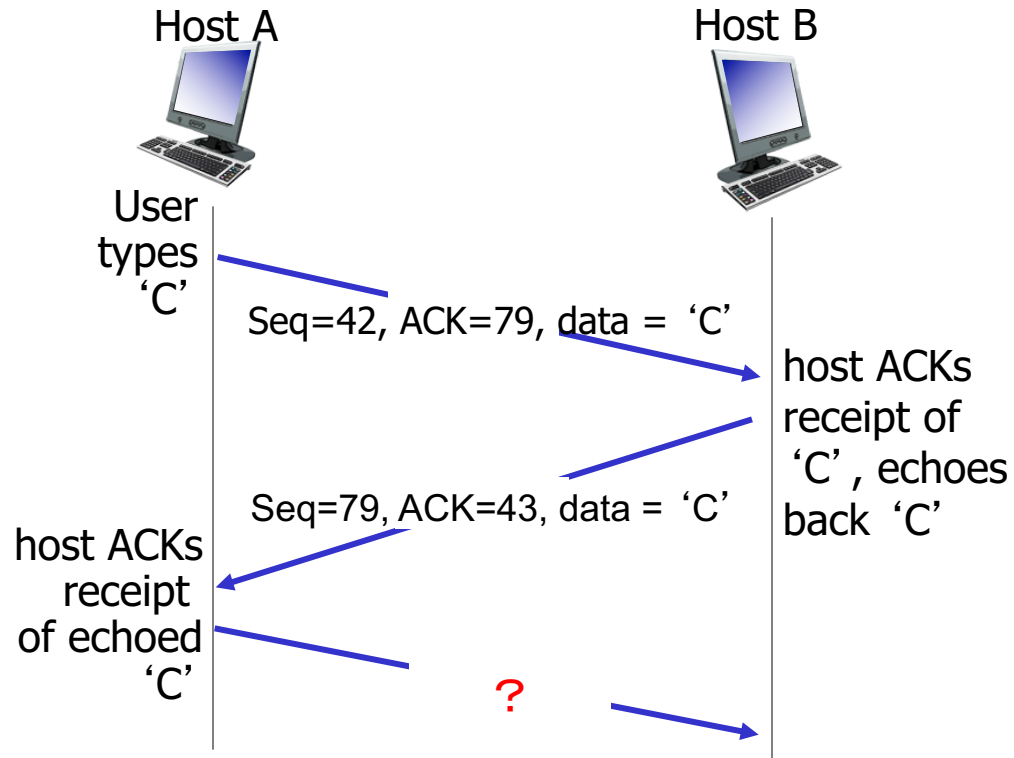 Host A
Host B
User
types
‘C’
Seq=42, ACK=79, data = ‘C’
host ACKs
receipt of
‘C’, echoes
back ‘C’
Seq=79, ACK=43, data = ‘C’
host ACKs
receipt
of echoed
‘C’
?